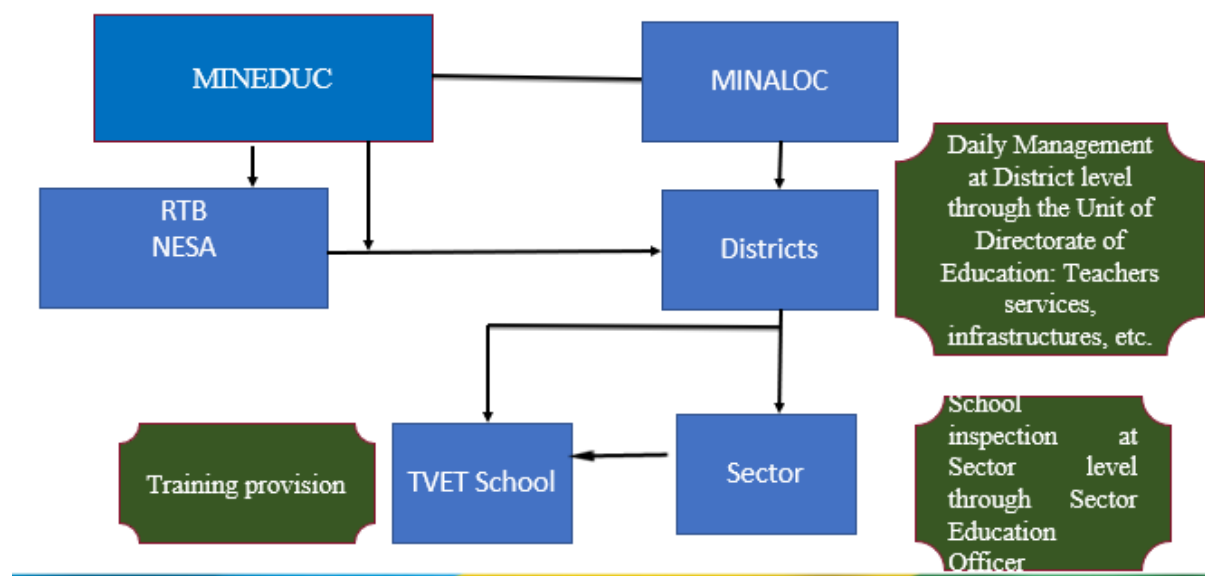 MINEDUC
MINALOC
RTB
NESA
Districts
Daily Management
at District level
through the Unit of
Directorate of
Education: Teachers
services,
infrastructures, etc.
Training provision
TVET School
Sector
School
inspection at
Sector level
through Sector
Education
Officer